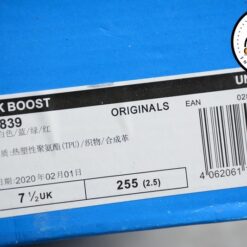 K BOOST
UN
839
ORIGINALS
EAN
色/蓝/绿/红
质:热塑性聚氨酯(TPU)/织物/合成革
日期:2020年02月01日
4 062061
7 ½ UK
255 (2.5)